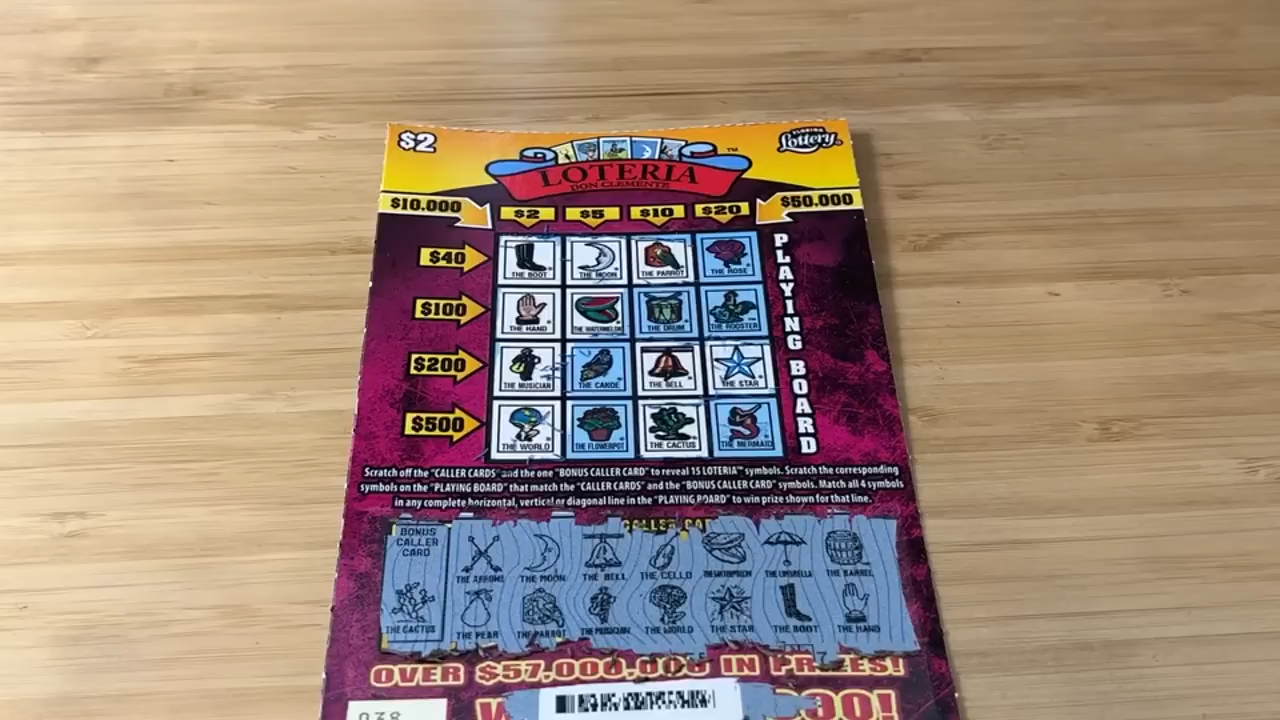 $2
FLORIDA
Lottery
LOTERIA™
DON CLEMENTE
$10,000 $2 $5 $10 $20 $50,000
$40 THE BOOT THE MOON THE PARROT THE ROSE
$100 THE HAND THE WATERMELON THE DRUM THE ROOSTER
$200 THE MUSICIAN THE CANOE THE BELL THE STAR
$500 THE WORLD THE FLOWERPOT THE CACTUS THE MERMAID
PLAYING BOARD
Scratch off the "CALLER CARDS" and the one "BONUS CALLER CARD" to reveal 15 LOTERIA™ symbols. Scratch the corresponding
symbols on the "PLAYING BOARD" that match the "CALLER CARDS" and the "BONUS CALLER CARD" symbols. Match all 4 symbols
in any complete horizontal, vertical or diagonal line in the "PLAYING BOARD" to win prize shown for that line.
CALLER
BONUS
CALLER
CARD
THE ARROWS THE MOON THE BELL THE CELLO THE WATERMELON THE UMBRELLA THE BARREL
THE CACTUS THE PEAR THE PARROT THE MUSICIAN THE WORLD THE STAR THE BOOT THE HAND
OVER $57,000,000 IN PRIZES!
038